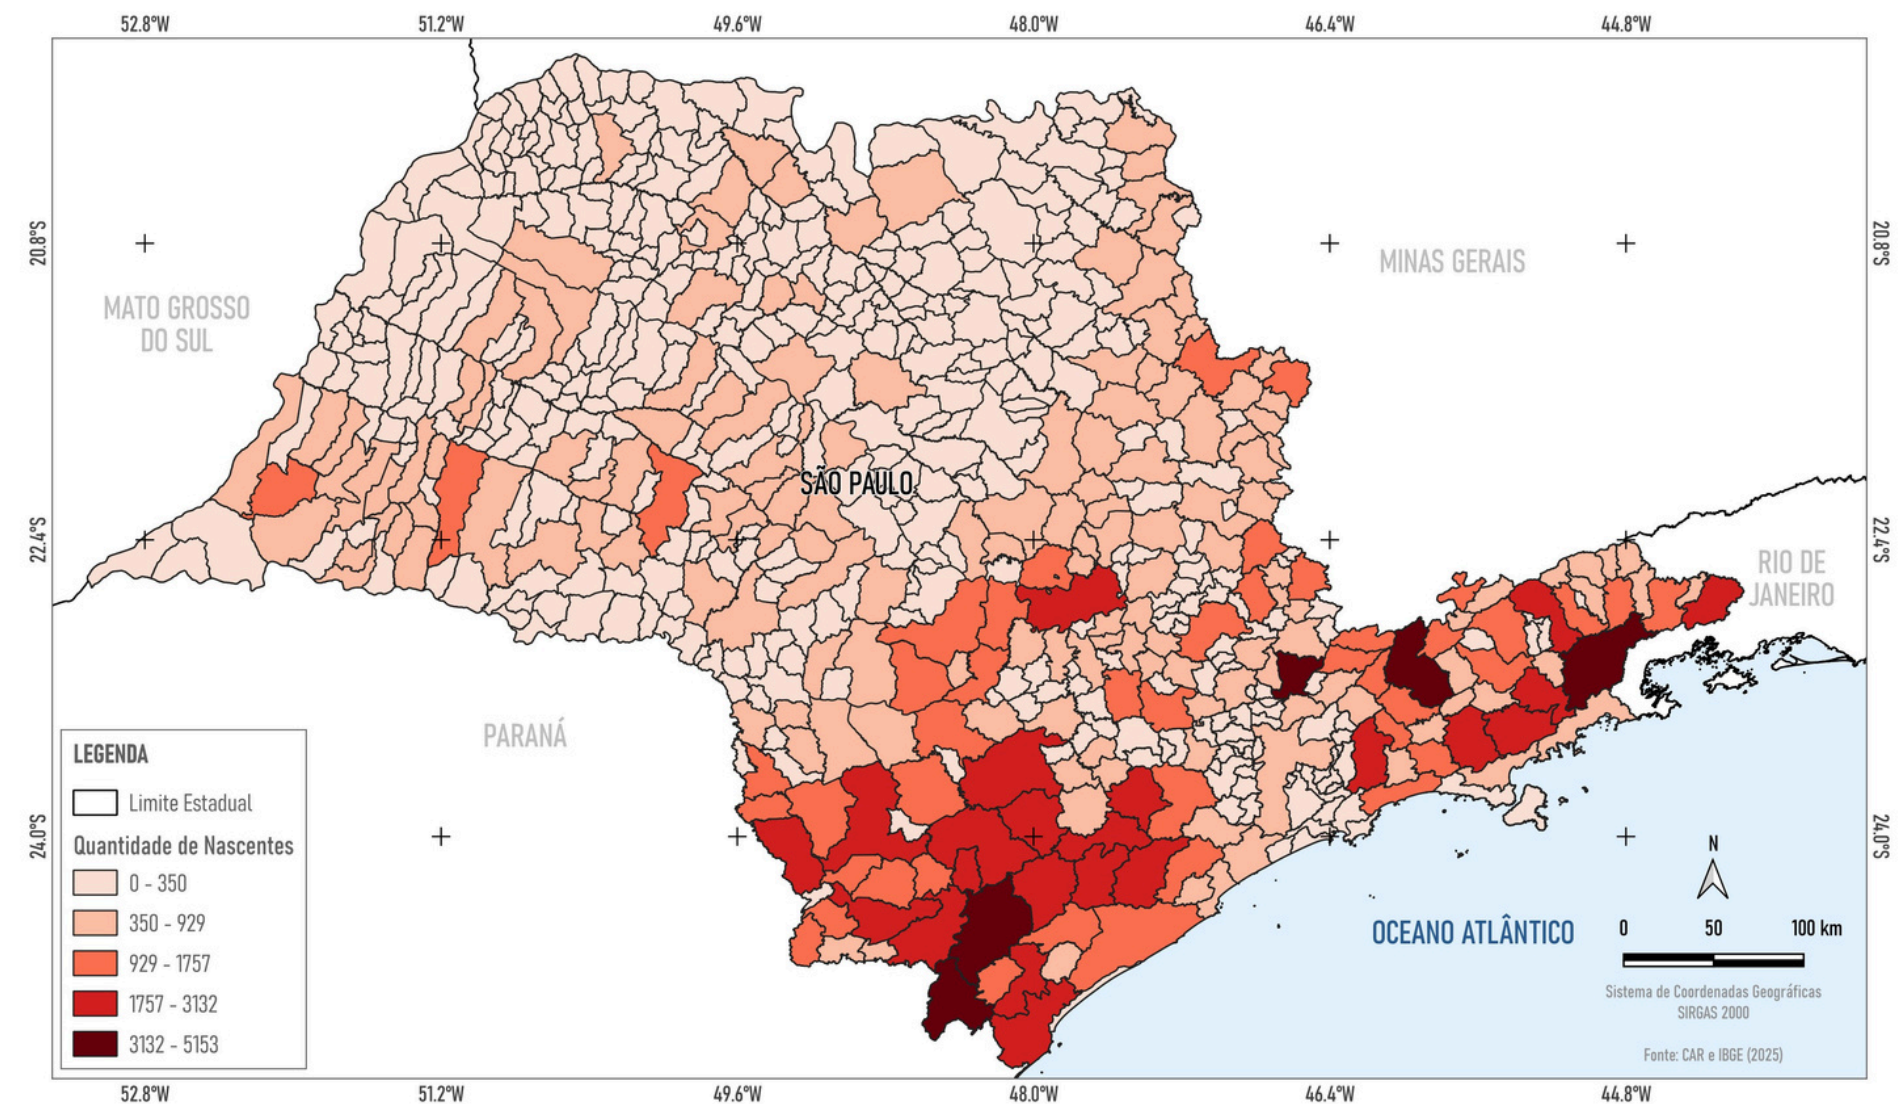 52.8°W 51.2°W 49.6°W 48.0°W 46.4°W 44.8°W
20.8°S
20.8°S
MINAS GERAIS
MATO GROSSO
DO SUL
SÃO PAULO
22.4°S
22.4°S
RIO DE
JANEIRO
PARANÁ
LEGENDA
Limite Estadual
Quantidade de Nascentes
0 - 350
350 - 929
929 - 1757
1757 - 3132
3132 - 5153
24.0°S
24.0°S
N
OCEANO ATLÂNTICO
0 50 100 km
Sistema de Coordenadas Geográficas
SIRGAS 2000
Fonte: CAR e IBGE (2025)
52.8°W 51.2°W 49.6°W 48.0°W 46.4°W 44.8°W